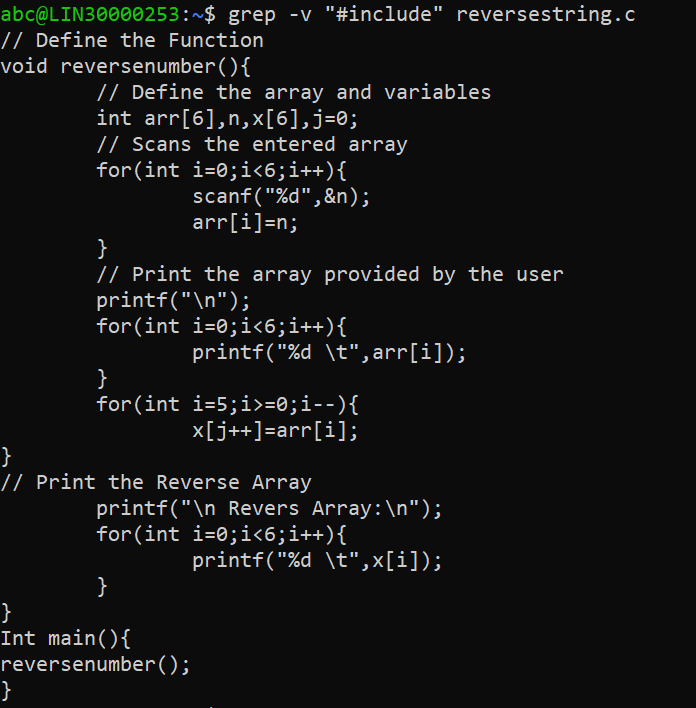 abc@LIN30000253:~$ grep -v "#include" reversestring.c
// Define the Function
void reversenumber(){
        // Define the array and variables
        int arr[6],n,x[6],j=0;
        // Scans the entered array
        for(int i=0;i<6;i++){
                scanf("%d",&n);
                arr[i]=n;
        }
        // Print the array provided by the user
        printf("\n");
        for(int i=0;i<6;i++){
                printf("%d \t",arr[i]);
        }
        for(int i=5;i>=0;i--){
                x[j++]=arr[i];
}
// Print the Reverse Array
        printf("\n Revers Array:\n");
        for(int i=0;i<6;i++){
                printf("%d \t",x[i]);
        }
}
Int main(){
reversenumber();
}